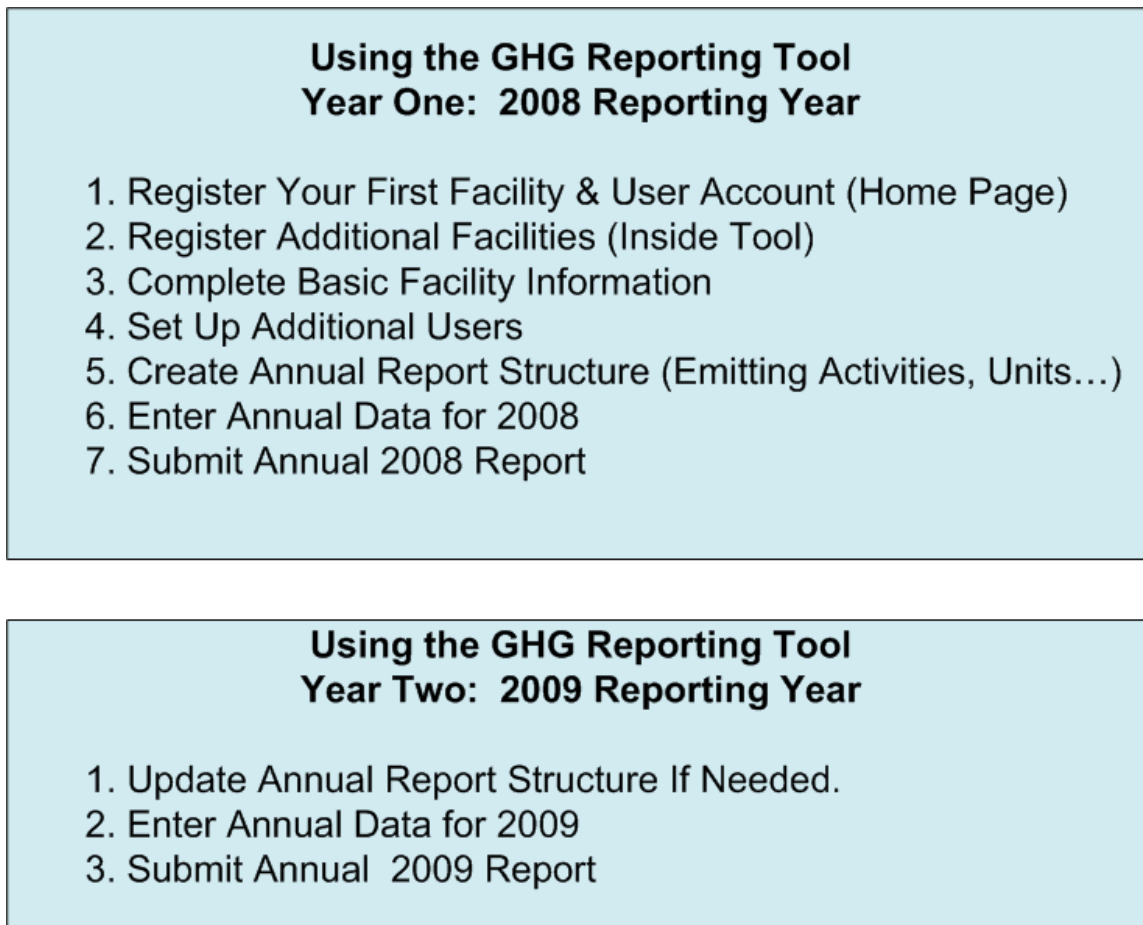 Using the GHG Reporting Tool
Year One:  2008 Reporting Year
1. Register Your First Facility & User Account (Home Page)
2. Register Additional Facilities (Inside Tool)
3. Complete Basic Facility Information
4. Set Up Additional Users
5. Create Annual Report Structure (Emitting Activities, Units…)
6. Enter Annual Data for 2008
7. Submit Annual 2008 Report
Using the GHG Reporting Tool
Year Two:  2009 Reporting Year
1. Update Annual Report Structure If Needed.
2. Enter Annual Data for 2009
3. Submit Annual  2009 Report